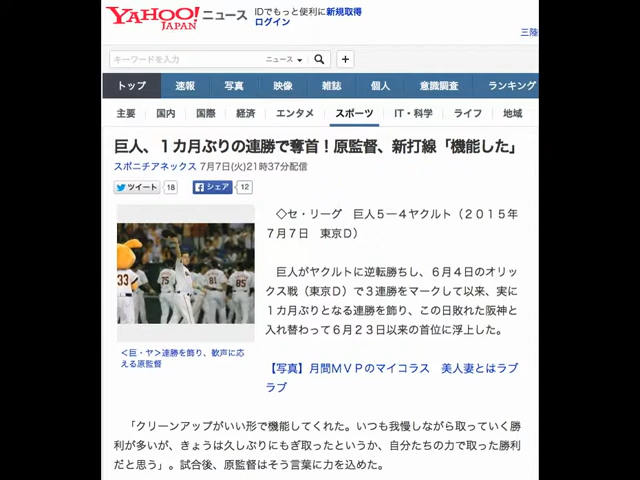 YAHOO! JAPAN ニュース
IDでもっと便利に新規取得
ログイン
三陸
キーワードを入力 ニュース
トップ 速報 写真 映像 雑誌 個人 意識調査 ランキング
主要 国内 国際 経済 エンタメ スポーツ IT・科学 ライフ 地域
巨人、1カ月ぶりの連勝で奪首！原監督、新打線「機能した」
スポニチアネックス 7月7日(火)21時37分配信
ツイート 18 シェア 12
◇セ・リーグ 巨人5―4ヤクルト（2015年
7月7日 東京D）
巨人がヤクルトに逆転勝ちし、6月4日のオリッ
クス戦（東京D）で3連勝をマークして以来、実に
1カ月ぶりとなる連勝を飾り、この日敗れた阪神と
入れ替わって6月23日以来の首位に浮上した。
33 75 81 85
＜巨・ヤ＞連勝を飾り、歓声に応
える原監督
【写真】月間MVPのマイコラス 美人妻とはラブ
ラブ
「クリーンアップがいい形で機能してくれた。いつも我慢しながら取っていく勝
利が多いが、きょうは久しぶりにもぎ取ったというか、自分たちの力で取った勝利
だと思う」。試合後、原監督はそう言葉に力を込めた。